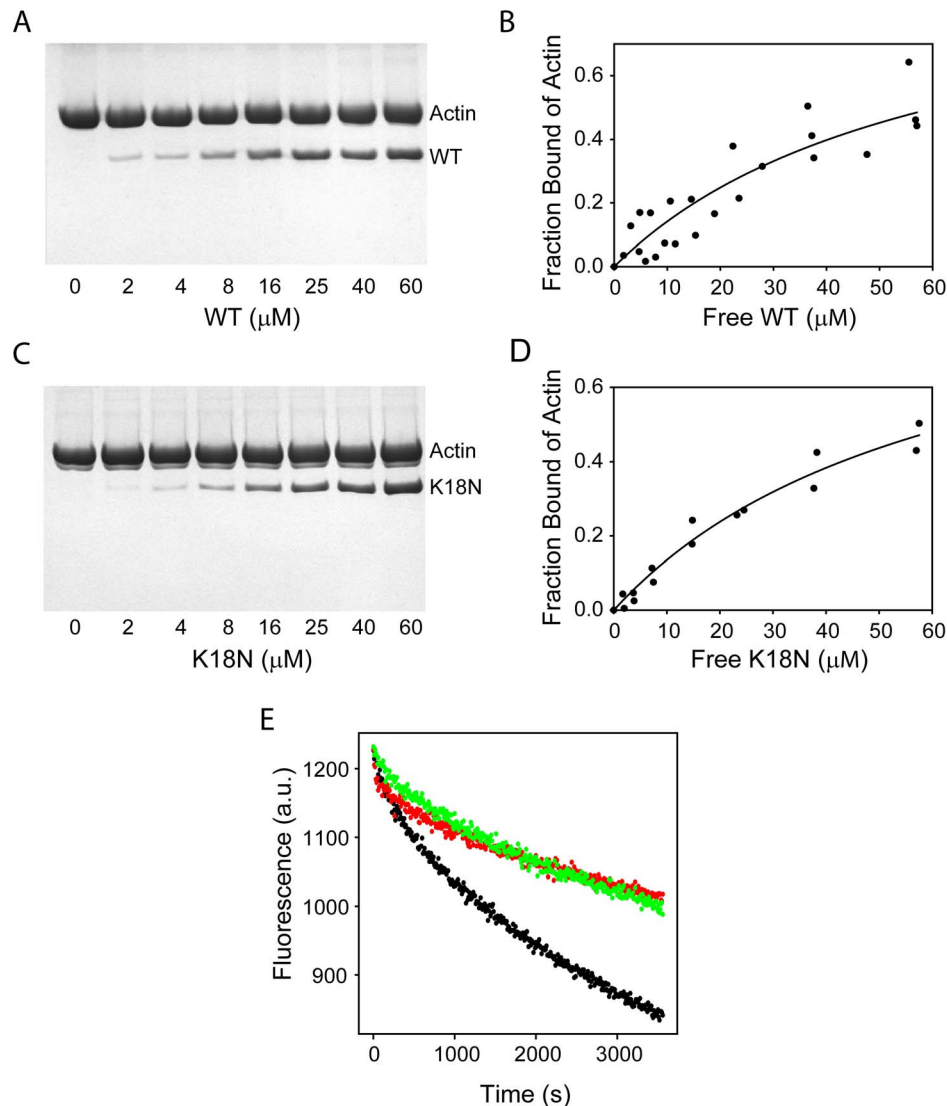 A
Actin
WT
0 2 4 8 16 25 40 60
WT (μM)
B
Fraction Bound of Actin
0.6
0.4
0.2
0.0
0 10 20 30 40 50 60
Free WT (μM)
C
Actin
K18N
0 2 4 8 16 25 40 60
K18N (μM)
D
Fraction Bound of Actin
0.6
0.4
0.2
0.0
0 10 20 30 40 50 60
Free K18N (μM)
E
Fluorescence (a.u.)
1200
1100
1000
900
0 1000 2000 3000
Time (s)